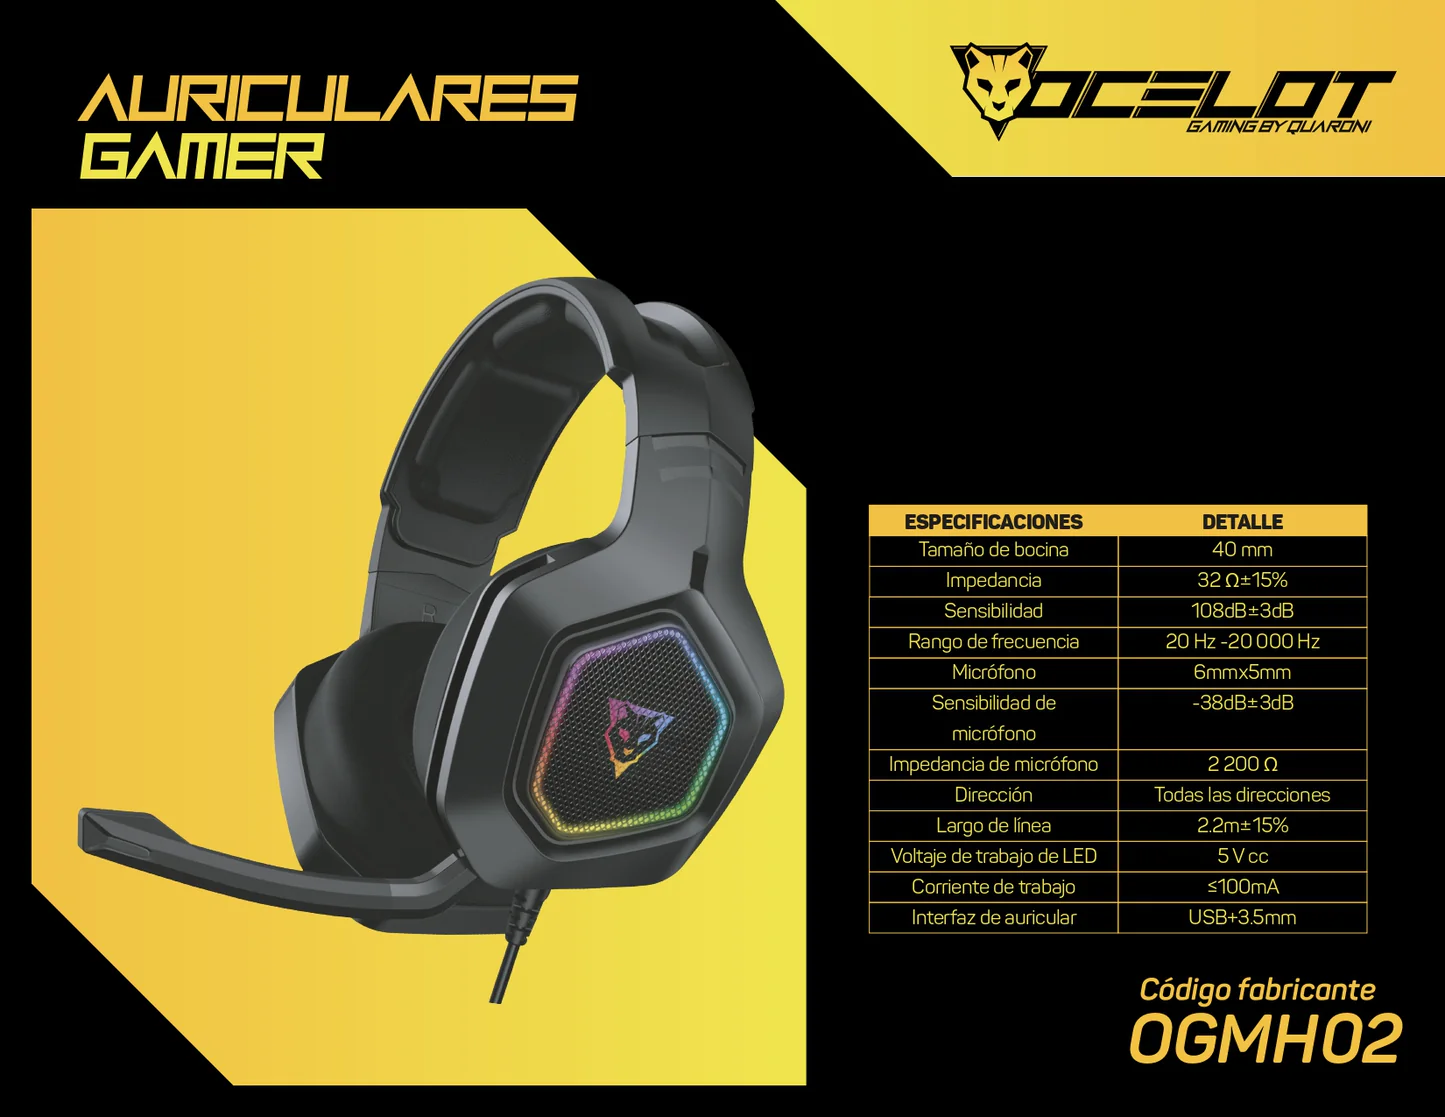 AURICULARES
GAMER
OCELOT
GAMING BY QUARONI
ESPECIFICACIONES DETALLE
Tamaño de bocina 40 mm
Impedancia 32 Ω±15%
Sensibilidad 108dB±3dB
Rango de frecuencia 20 Hz -20 000 Hz
Micrófono 6mmx5mm
Sensibilidad de -38dB±3dB
micrófono
Impedancia de micrófono 2 200 Ω
Dirección Todas las direcciones
Largo de línea 2.2m±15%
Voltaje de trabajo de LED 5 V cc
Corriente de trabajo ≤100mA
Interfaz de auricular USB+3.5mm
Código fabricante
OGMH02
R